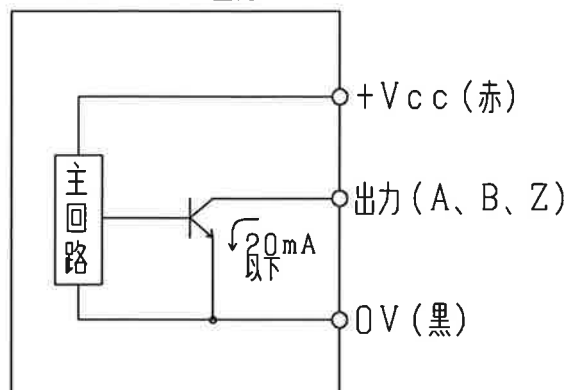 +Vcc(赤)
主回路
出力(A、B、Z)
20mA
以下
0V(黒)